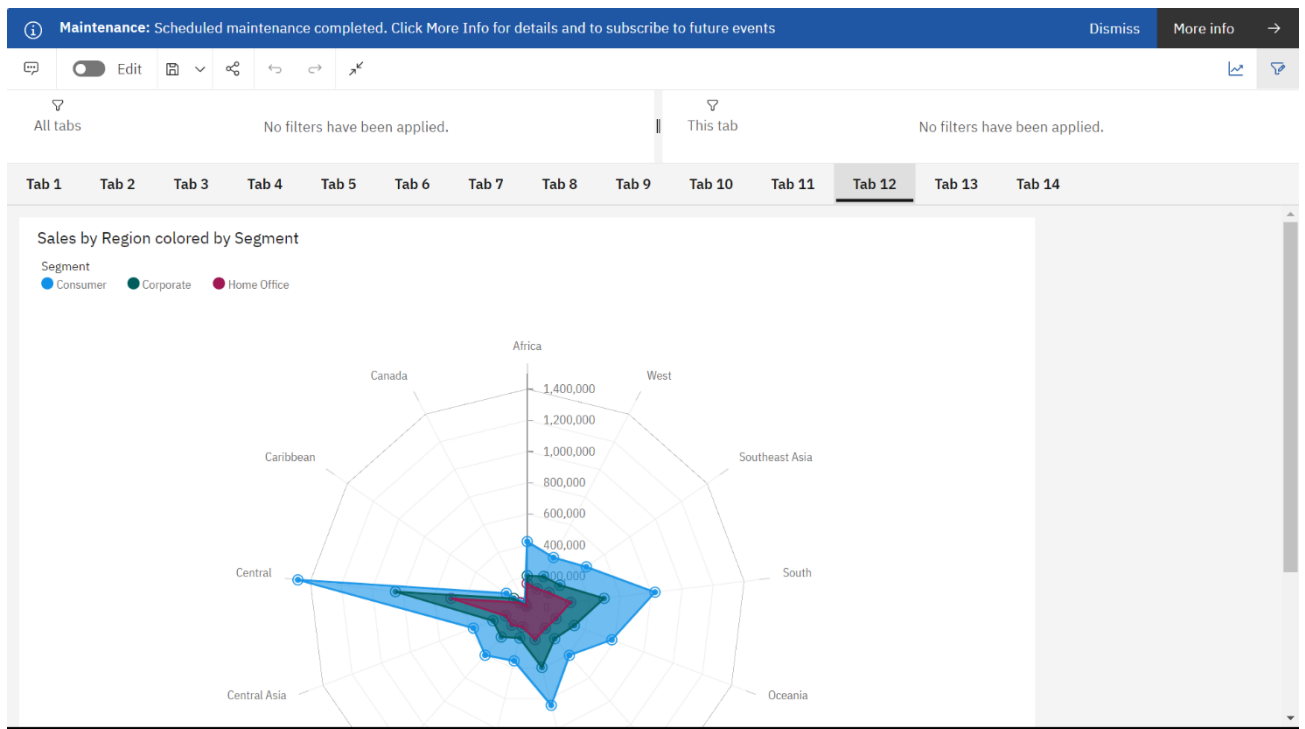 Maintenance: Scheduled maintenance completed. Click More Info for details and to subscribe to future events Dismiss More info
Edit
All tabs No filters have been applied. This tab No filters have been applied.
Tab 1 Tab 2 Tab 3 Tab 4 Tab 5 Tab 6 Tab 7 Tab 8 Tab 9 Tab 10 Tab 11 Tab 12 Tab 13 Tab 14
Sales by Region colored by Segment
Segment
Consumer Corporate Home Office
Africa
Canada West
1,400,000
1,200,000
Caribbean 1,000,000 Southeast Asia
800,000
600,000
400,000
Central South
Central Asia Oceania